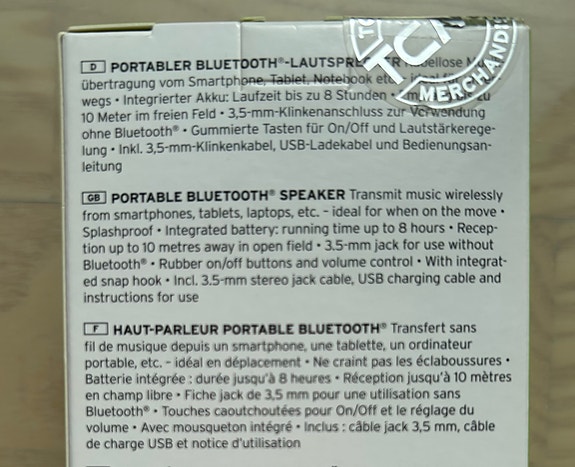 D PORTABLER BLUETOOTH®-LAUTSPRE R
übertragung vom Smartphone, Tablet, Notebook etc.
wegs • Integrierter Akku: Laufzeit bis zu 8 Stunden • zu
10 Meter im freien Feld • 3,5-mm-Klinkenanschluss zur Verwendung
ohne Bluetooth® • Gummierte Tasten für On/Off und Lautstärkerege-
lung • Inkl. 3,5-mm-Klinkenkabel, USB-Ladekabel und Bedienungsan-
leitung
GB PORTABLE BLUETOOTH® SPEAKER Transmit music wirelessly
from smartphones, tablets, laptops, etc. – ideal for when on the move •
Splashproof • Integrated battery: running time up to 8 hours • Recep-
tion up to 10 metres away in open field • 3.5-mm jack for use without
Bluetooth® • Rubber on/off buttons and volume control • With integrat-
ed snap hook • Incl. 3.5-mm stereo jack cable, USB charging cable and
instructions for use
F HAUT-PARLEUR PORTABLE BLUETOOTH® Transfert sans
fil de musique depuis un smartphone, une tablette, un ordinateur
portable, etc. – idéal en déplacement • Ne craint pas les éclaboussures •
Batterie intégrée : durée jusqu'à 8 heures • Réception jusqu'à 10 mètres
en champ libre • Fiche jack de 3,5 mm pour une utilisation sans
Bluetooth® • Touches caoutchoutées pour On/Off et le réglage du
volume • Avec mousqueton intégré • Inclus : câble jack 3,5 mm, câble
de charge USB et notice d'utilisation
TCM
MERCHANDIS